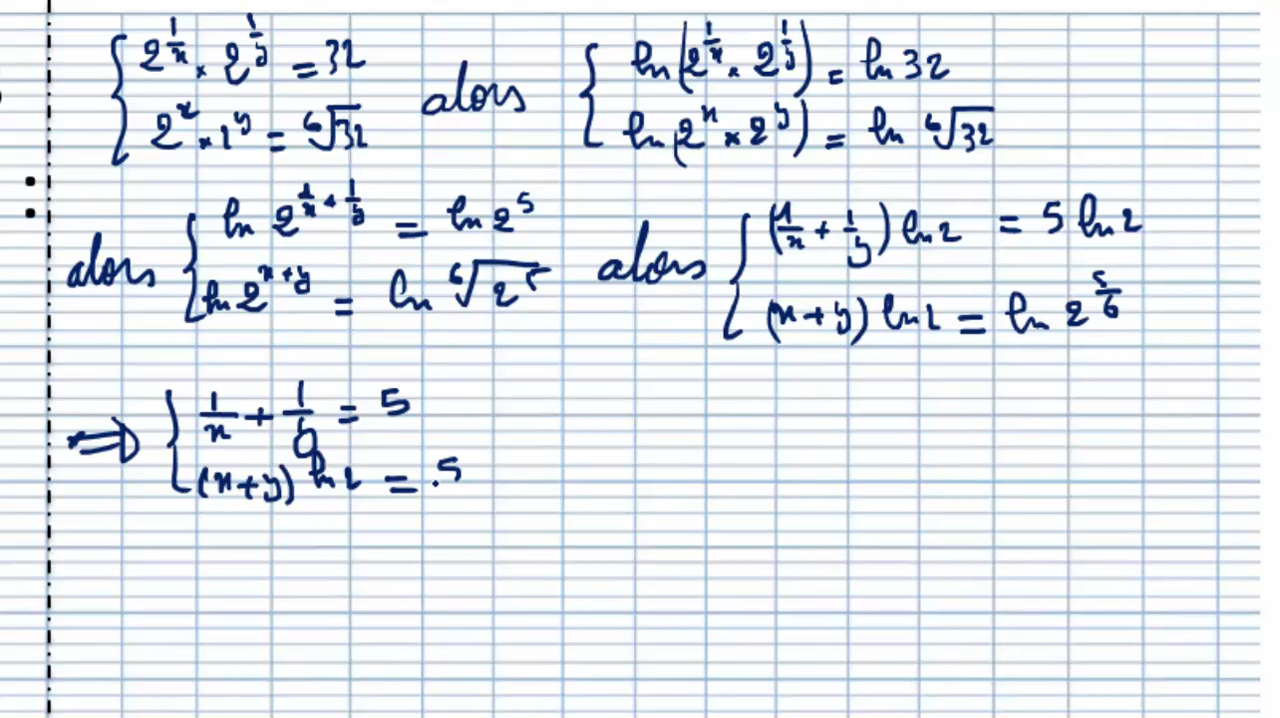 { 2^{1/x} × 2^{1/y} = 32 alors { ln(2^{1/x} × 2^{1/y}) = ln 32
{ 2^x × 2^y = ⁶√32 { ln(2^x × 2^y) = ln ⁶√32
alors { ln 2^{1/x + 1/y} = ln 2^5 alors { (1/x + 1/y) ln 2 = 5 ln 2
{ ln 2^{x+y} = ln ⁶√2^5 { (x+y) ln 2 = ln 2^{5/6}
⇒ { 1/x + 1/y = 5
{ (x+y) ln 2 = 5